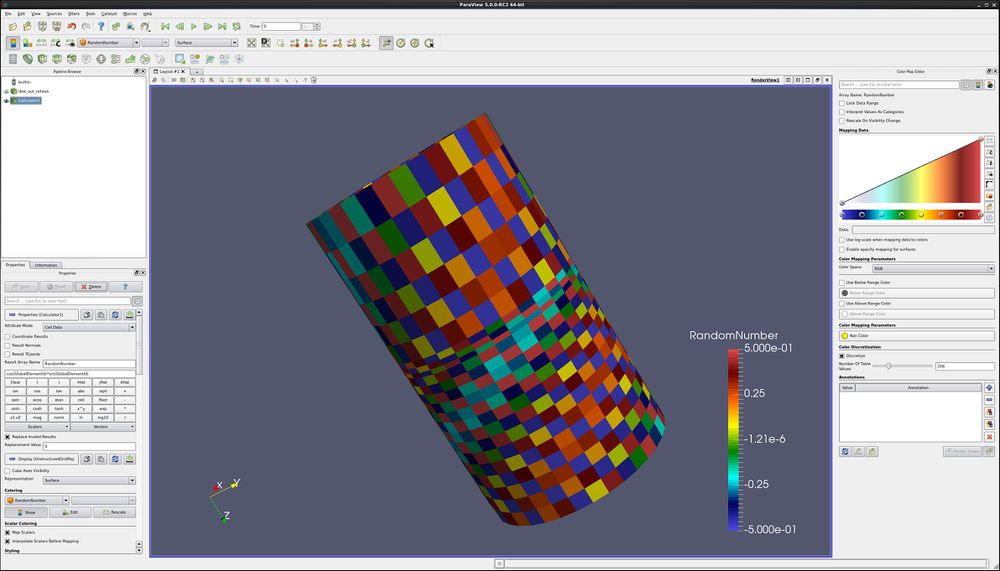 ParaView 5.0.0-RC2 64-bit
File Edit View Sources Filters Tools Catalyst Macros Help
Time: 0
RandomNumber
Surface
Pipeline Browser
builtin:
Calculator1
Properties Information
Properties
Apply Reset Delete ?
Search ... (use Esc to clear text)
Properties (Calculator1)
Attribute Mode Cell Data
Coordinate Results
Result Normals
Result TCoords
Result Array Name RandomNumber
cos(GlobalElementId)*sin(GlobalElementId)
Clear ( ) iHat jHat kHat
sin cos tan abs sqrt +
asin acos atan ceil floor -
sinh cosh tanh x^y exp *
v1.v2 mag norm ln log10 /
Scalars Vectors
Replace Invalid Results
Replacement Value 0
Display (UnstructuredGridRep
Cube Axes Visibility
Representation Surface
Coloring
RandomNumber
Show Edit Rescale
Scalar Coloring
Map Scalars
Interpolate Scalars Before Mapping
Styling
Layout #1
3D
RenderView1
X Y
Z
RandomNumber
5.000e-01
0.25
-1.21e-6
-0.25
-5.000e-01
Color Map Editor
Search ... (use Esc to clear text)
Array Name: RandomNumber
Lock Data Range
Interpret Values As Categories
Rescale On Visibility Change
Mapping Data
Data:
Use log scale when mapping data to colors
Enable opacity mapping for surfaces
Color Mapping Parameters
Color Space RGB
Use Below Range Color
Below Range Color
Use Above Range Color
Above Range Color
Color Mapping Parameters
Nan Color
Color Discretization
Discretize
Number Of Table Values 256
Annotations
Value Annotation
Render Views